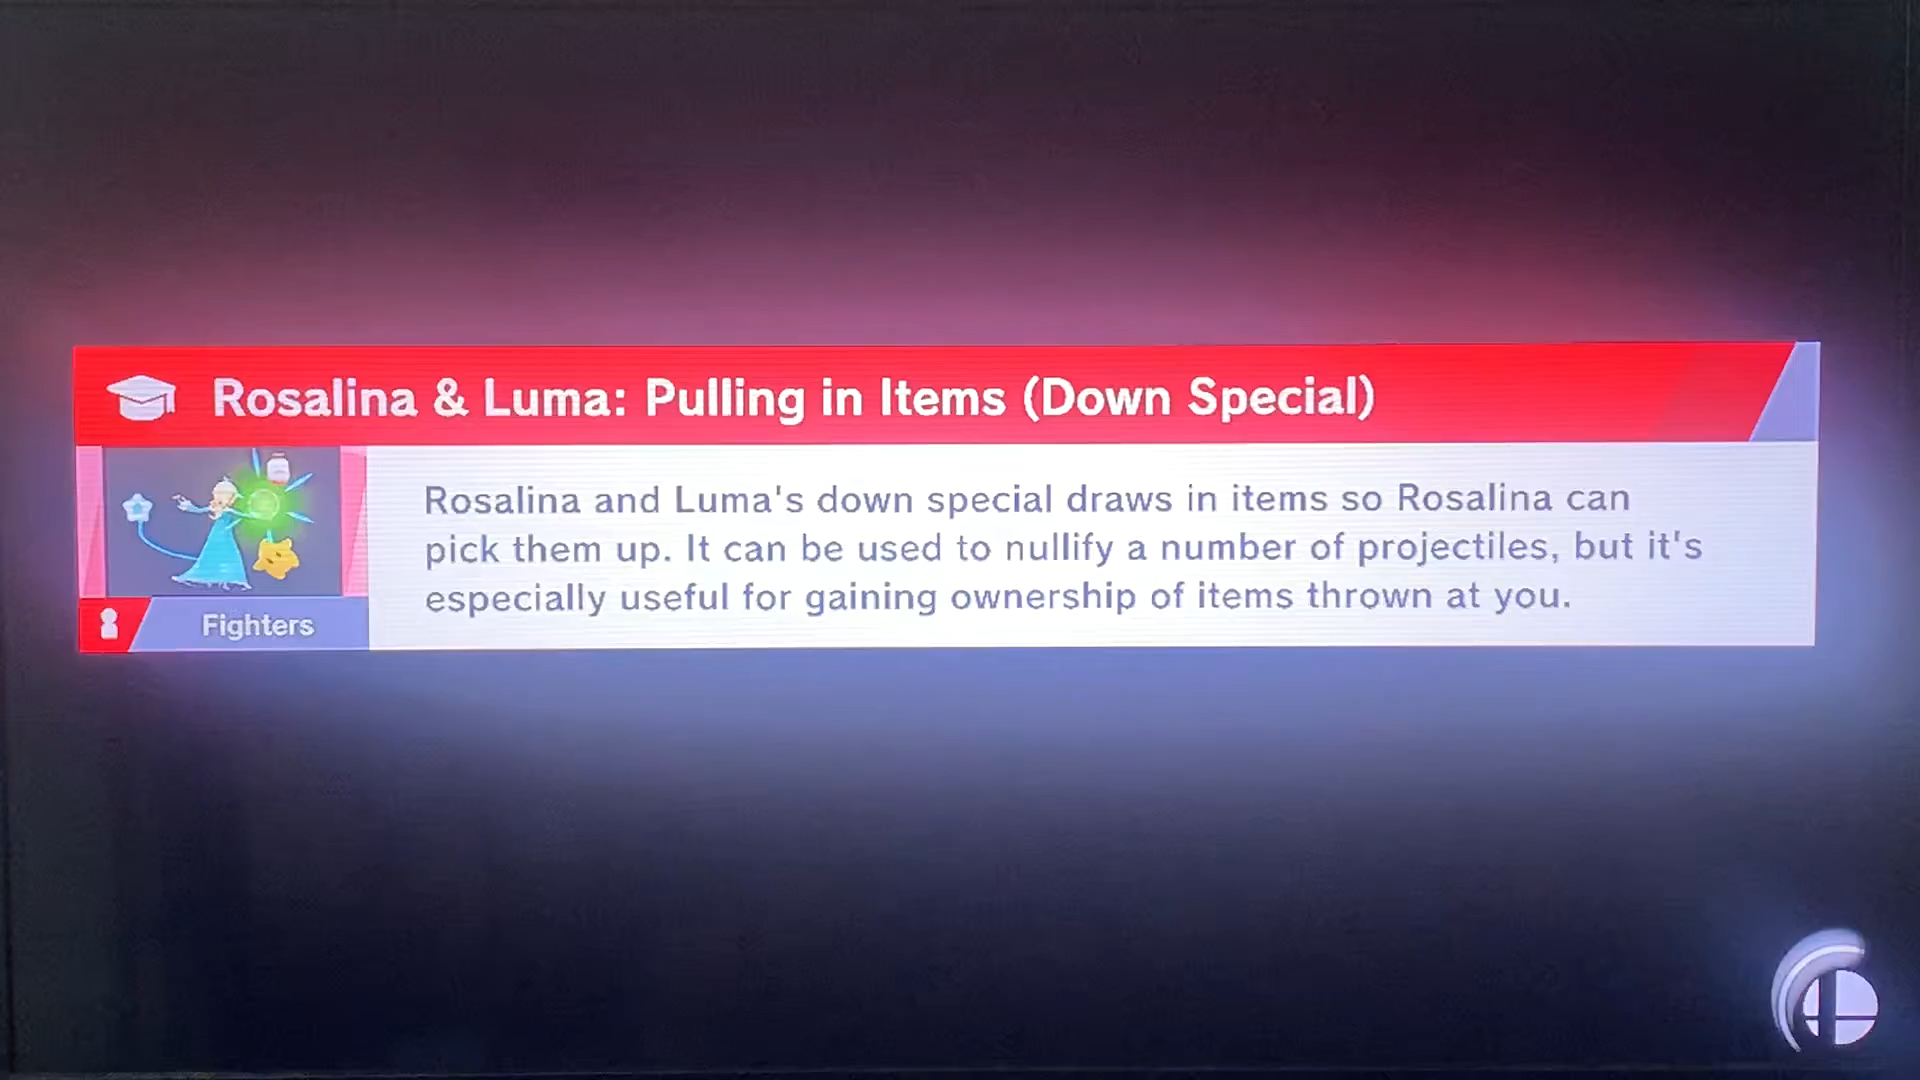 Rosalina & Luma: Pulling in Items (Down Special)
Rosalina and Luma's down special draws in items so Rosalina can
pick them up. It can be used to nullify a number of projectiles, but it's
especially useful for gaining ownership of items thrown at you.
Fighters